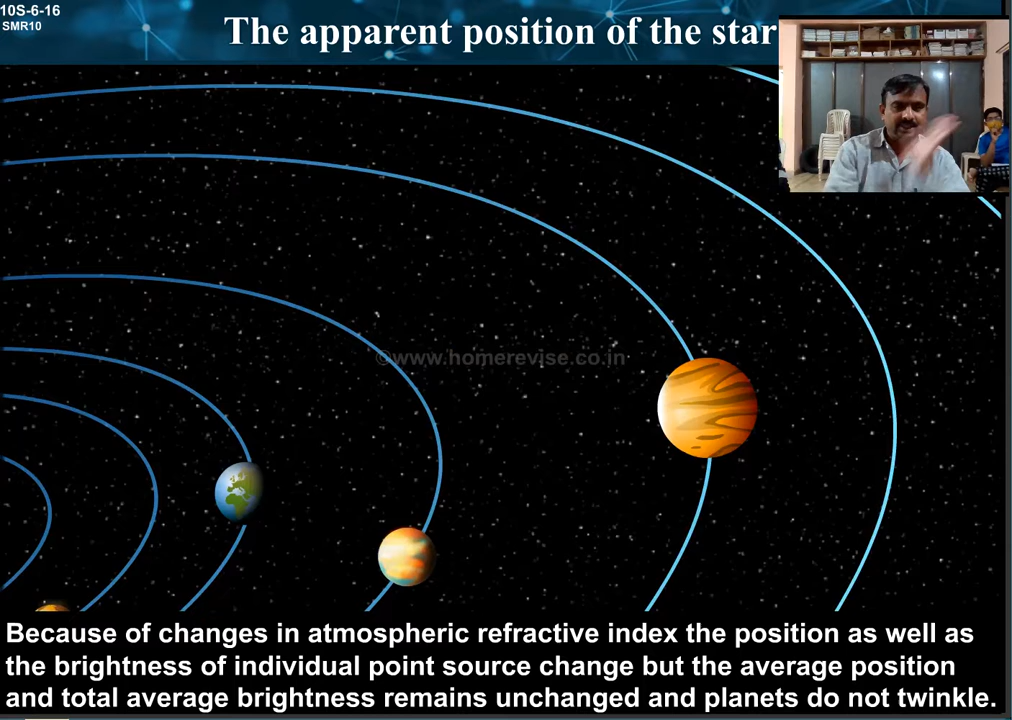 10S-6-16
SMR10
The apparent position of the star
©www.homerevise.co.in
Because of changes in atmospheric refractive index the position as well as
the brightness of individual point source change but the average position
and total average brightness remains unchanged and planets do not twinkle.